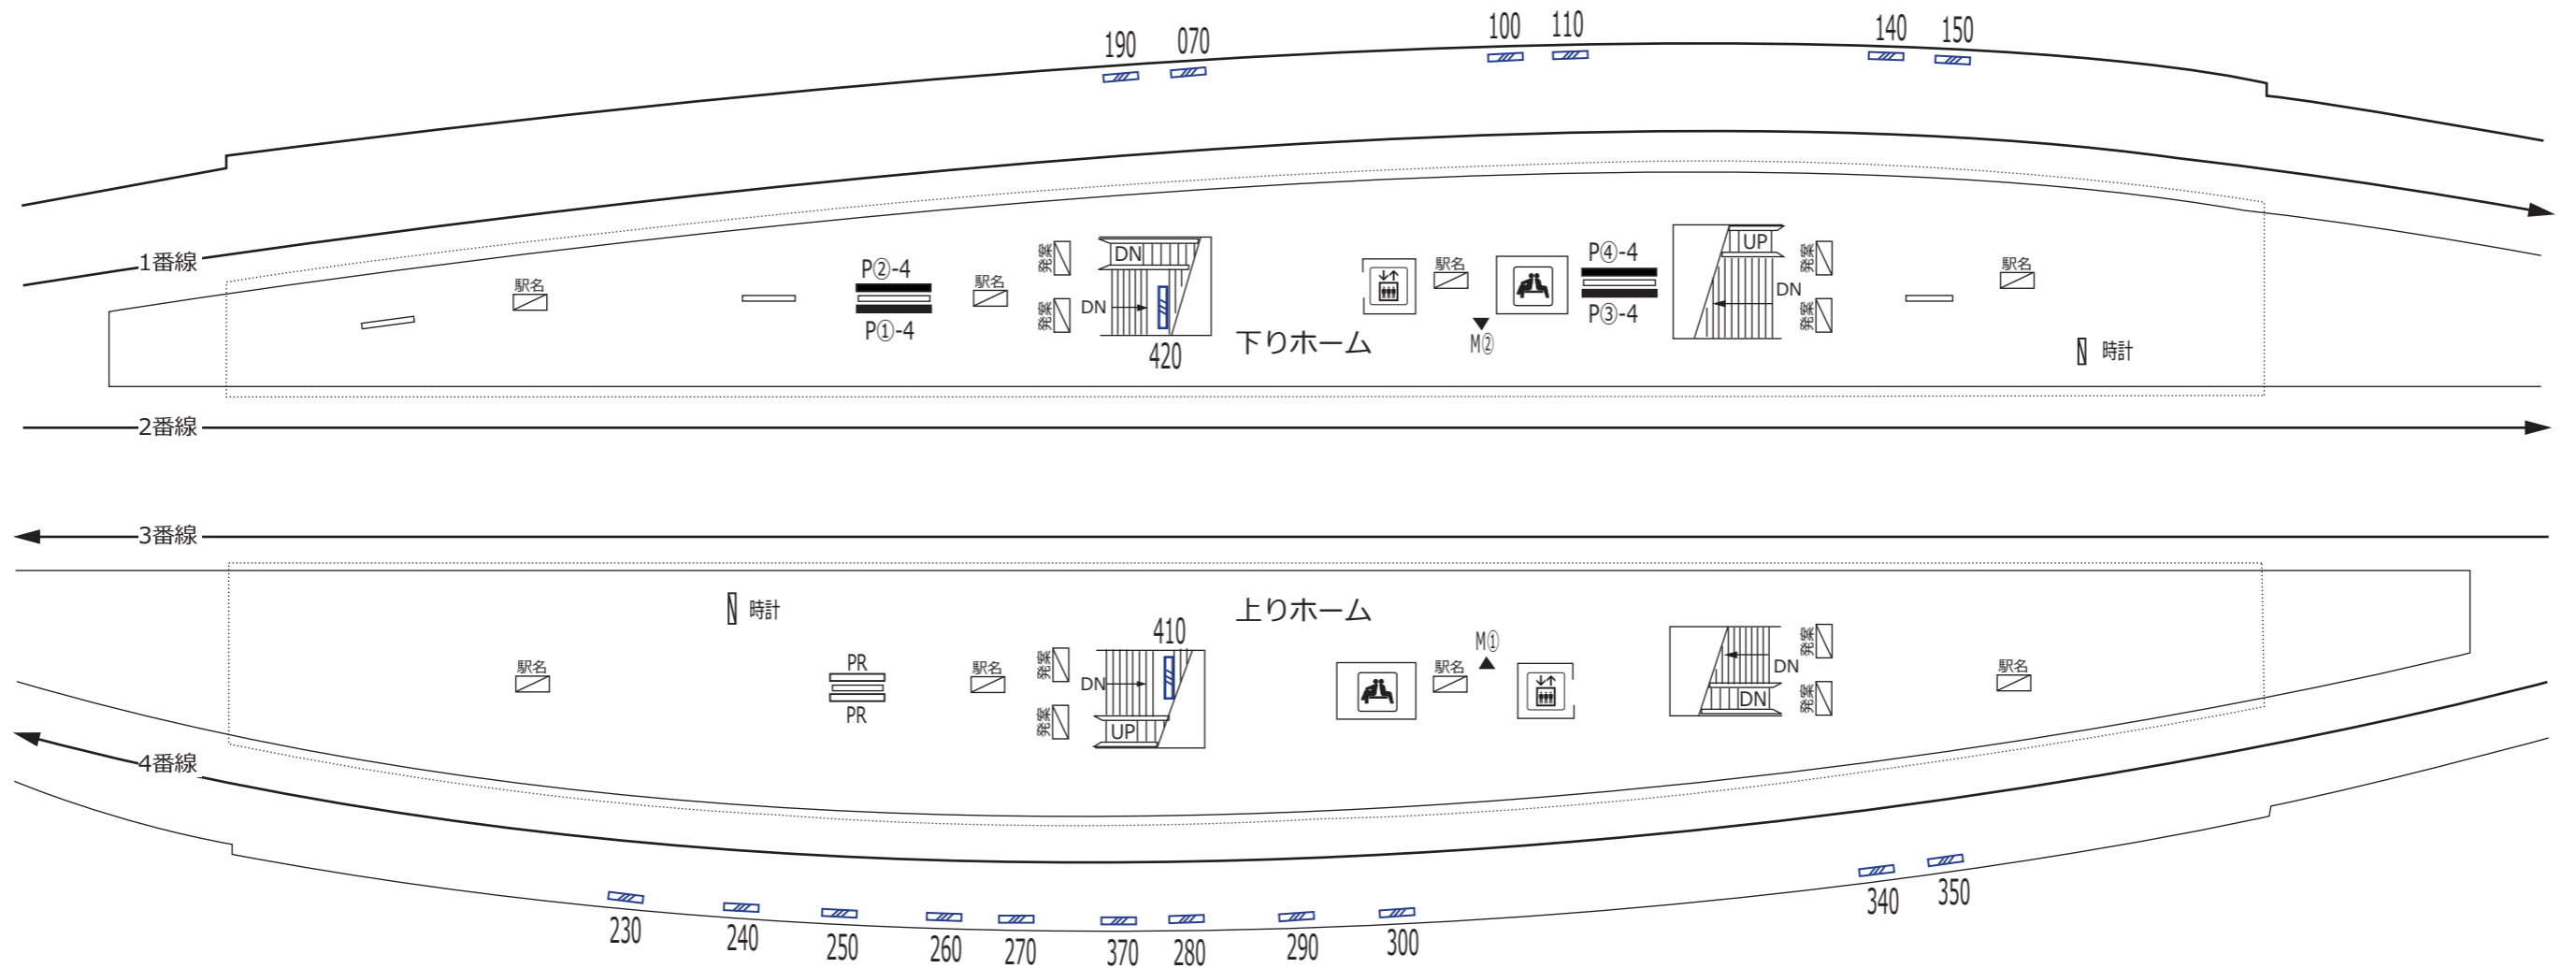 190 070 100 110 140 150
1番線
駅名
P②-4
P①-4
駅名
発案
発案
DN
DN
420
下りホーム
駅名
M②
P④-4
P③-4
UP
DN
発案
発案
駅名
時計
2番線
3番線
時計
上りホーム
駅名
PR
PR
駅名
発案
発案
410
DN
UP
駅名
M①
DN
DN
発案
発案
駅名
4番線
230 240 250 260 270 370 280 290 300 340 350